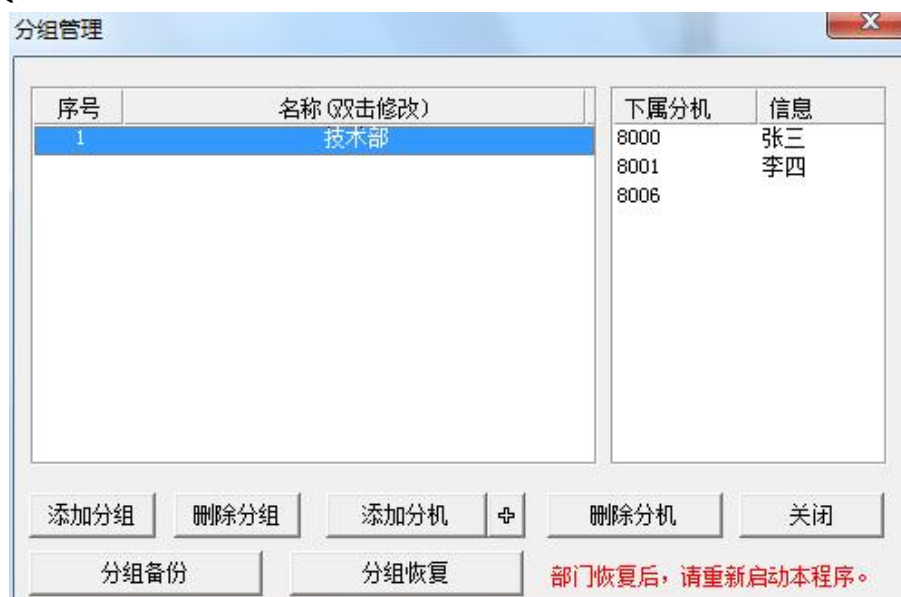 分组管理
序号 名称(双击修改) 下属分机 信息
1 技术部 8000 张三
8001 李四
8006
添加分组 删除分组 添加分机 删除分机 关闭
分组备份 分组恢复 部门恢复后，请重新启动本程序。